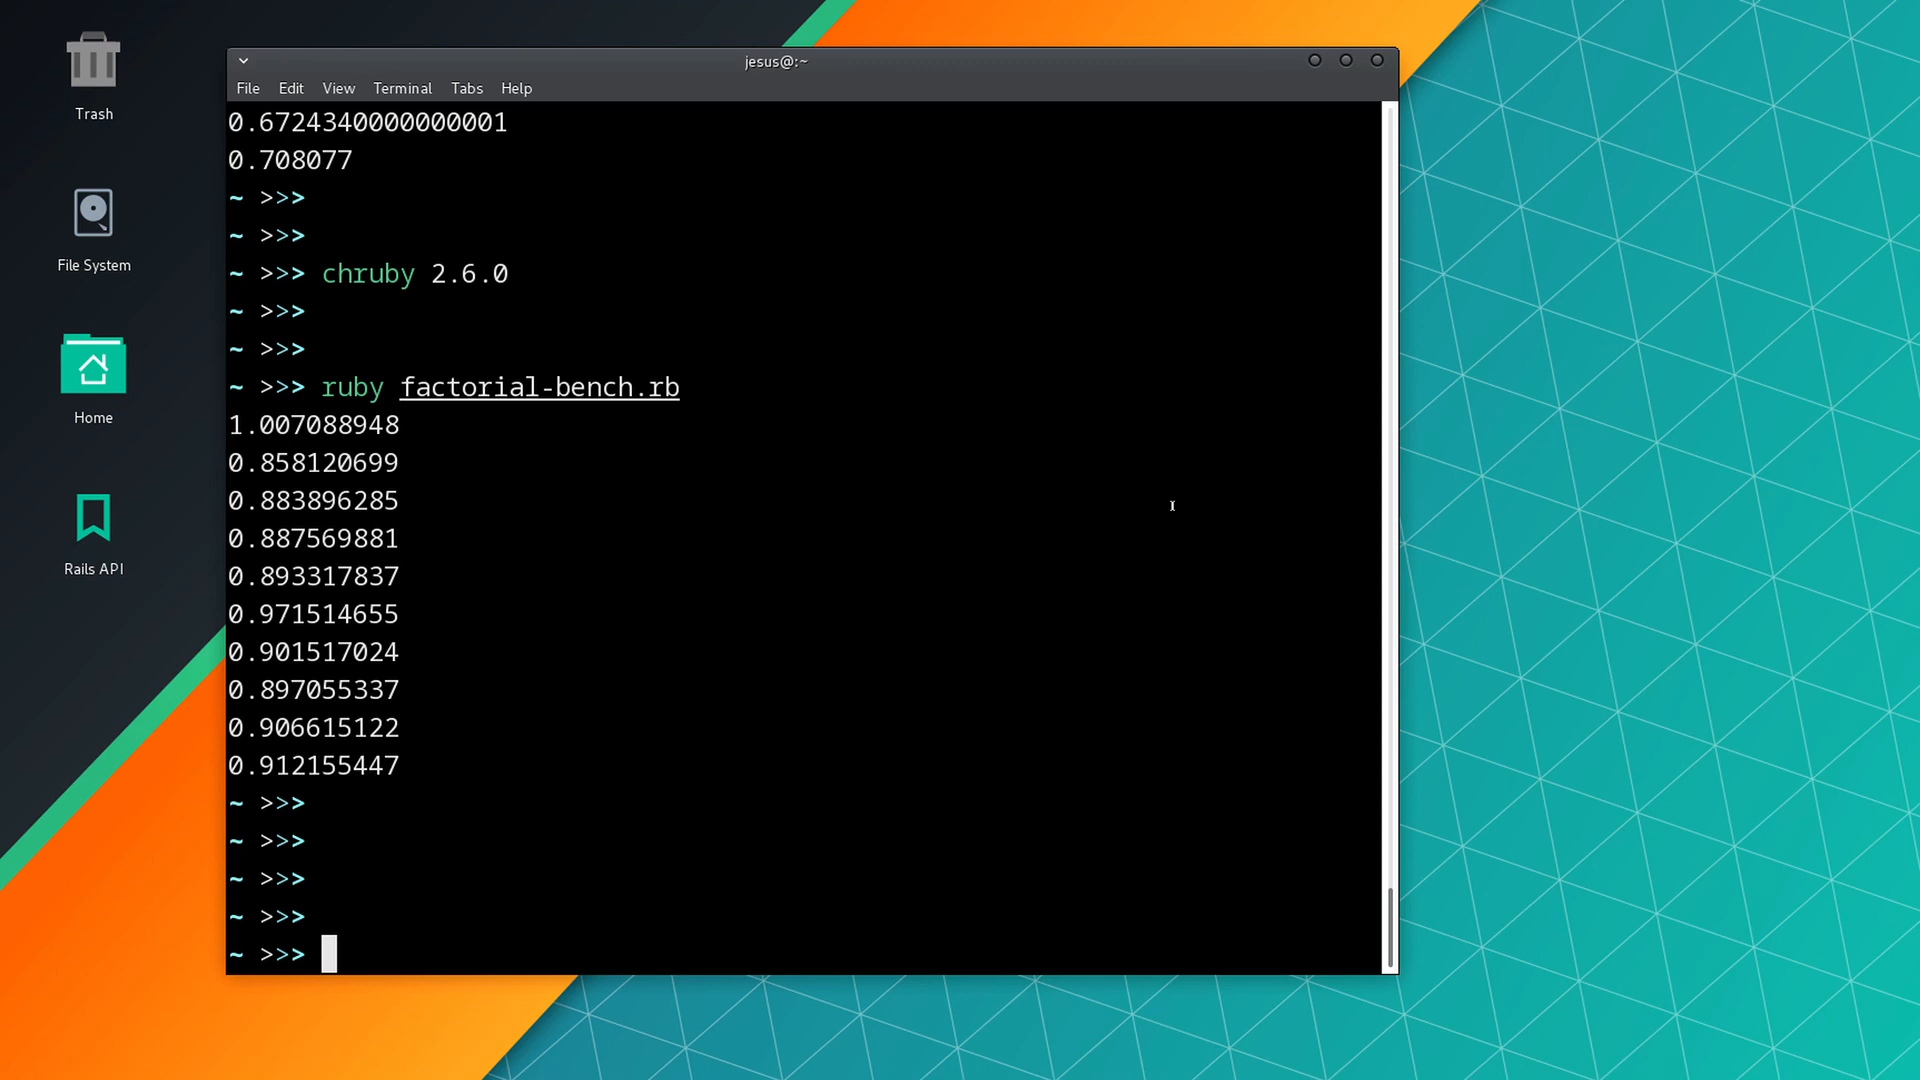 Trash
File System
Home
Rails API
jesus@:~
File Edit View Terminal Tabs Help
0.6724340000000001
0.708077
~ >>>
~ >>>
~ >>> chruby 2.6.0
~ >>>
~ >>>
~ >>> ruby factorial-bench.rb
1.007088948
0.858120699
0.883896285
0.887569881
0.893317837
0.971514655
0.901517024
0.897055337
0.906615122
0.912155447
~ >>>
~ >>>
~ >>>
~ >>>
~ >>>